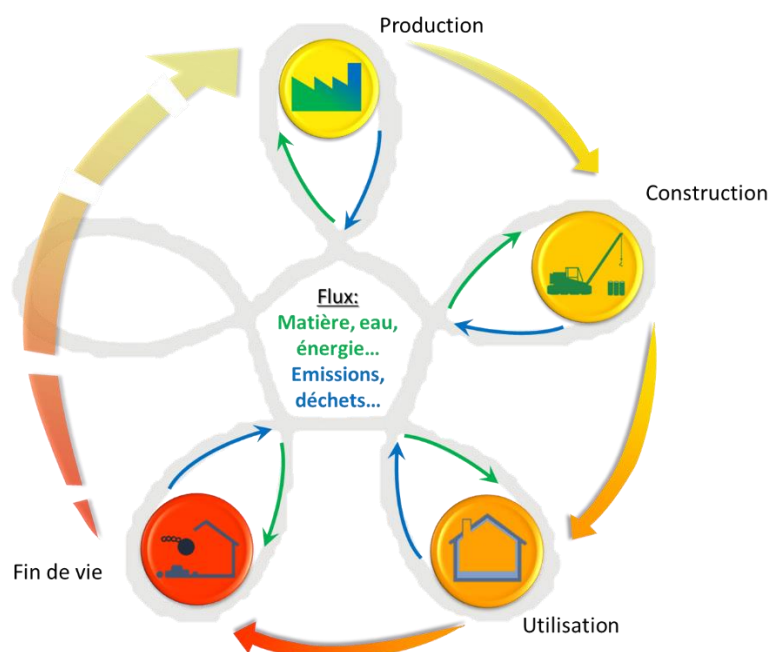 Production
Construction
Flux:
Matière, eau,
énergie...
Emissions,
déchets...
Fin de vie
Utilisation